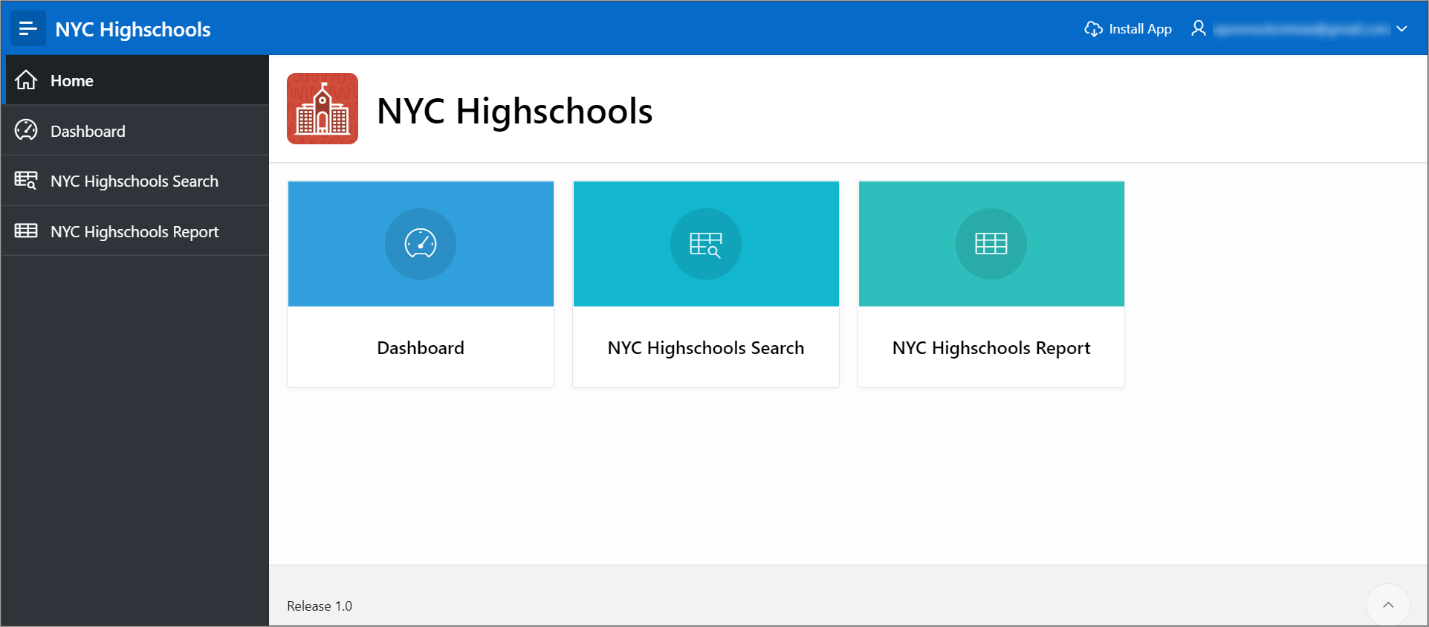 NYC Highschools
Install App
Home
Dashboard
NYC Highschools Search
NYC Highschools Report
NYC Highschools
Dashboard
NYC Highschools Search
NYC Highschools Report
Release 1.0